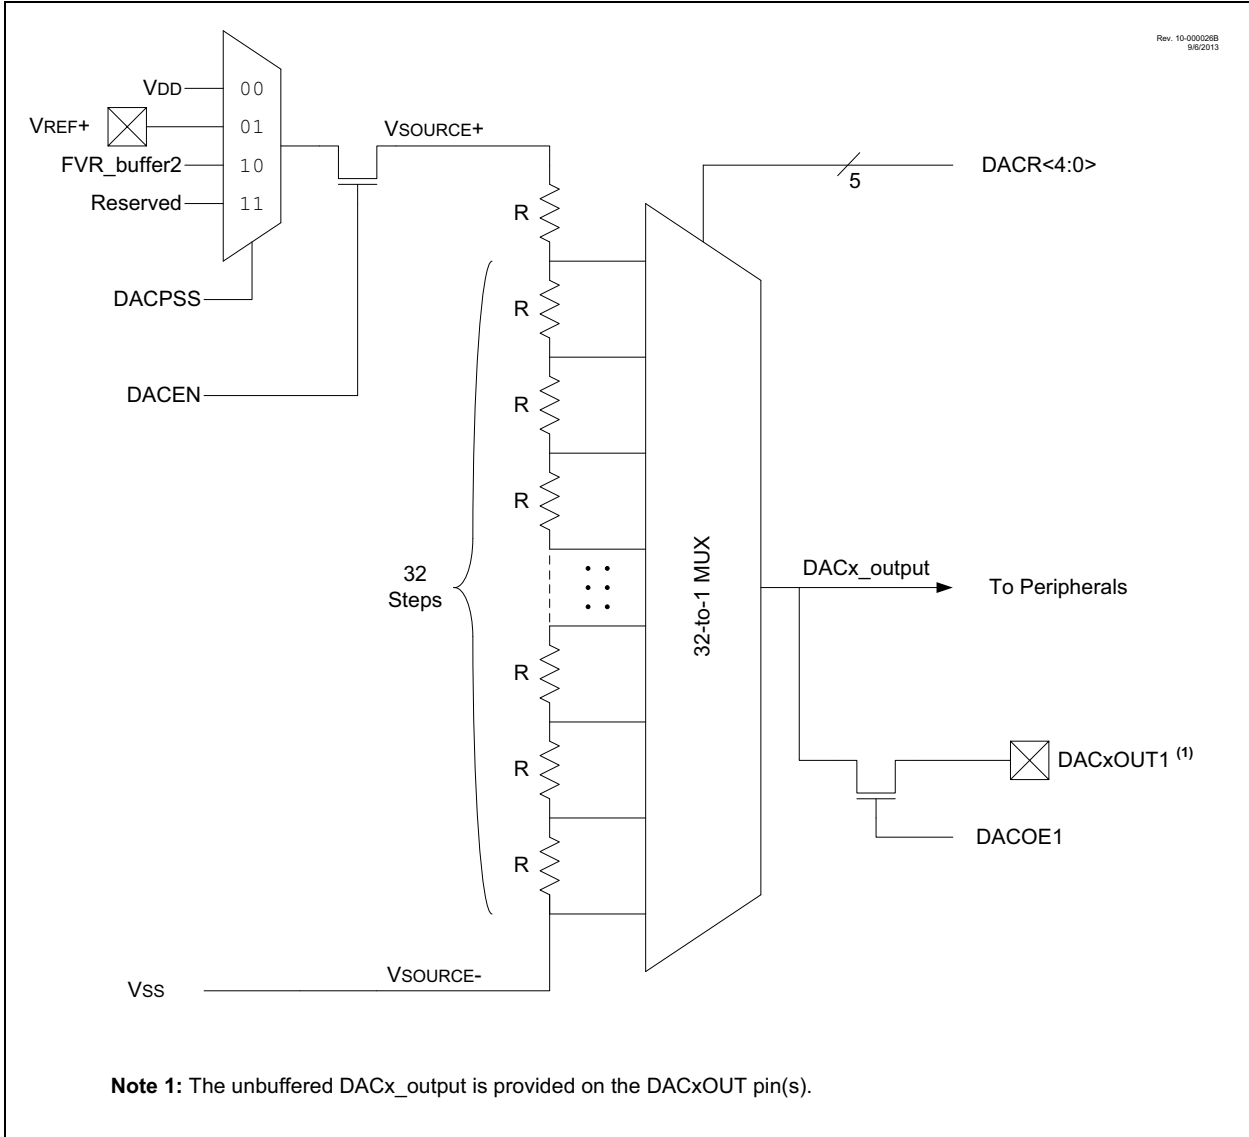 Rev. 10-000026B
9/6/2013
VDD
00
VREF+
01
FVR_buffer2
10
Reserved
11
VSOURCE+
DACR<4:0>
5
DACPSS
DACEN
R
R
R
R
32
Steps
R
R
R
32-to-1 MUX
DACx_output
To Peripherals
DACxOUT1 (1)
DACOE1
VSOURCE-
VSS
Note 1: The unbuffered DACx_output is provided on the DACxOUT pin(s).